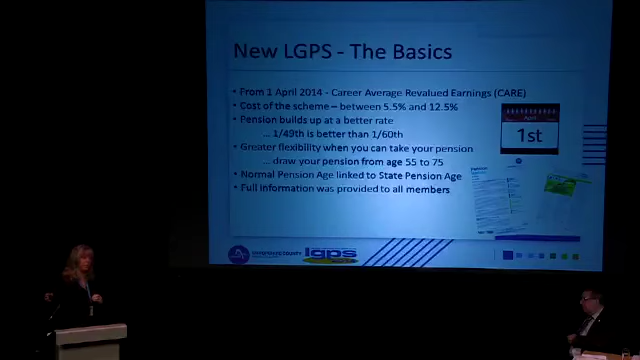 New LGPS - The Basics
• From 1 April 2014 - Career Average Revalued Earnings (CARE)
• Cost of the scheme – between 5.5% and 12.5%
• Pension builds up at a better rate
... 1/49th is better than 1/60th
• Greater flexibility when you can take your pension
... draw your pension from age 55 to 75
• Normal Pension Age linked to State Pension Age
• Full information was provided to all members
April
1st
lgps